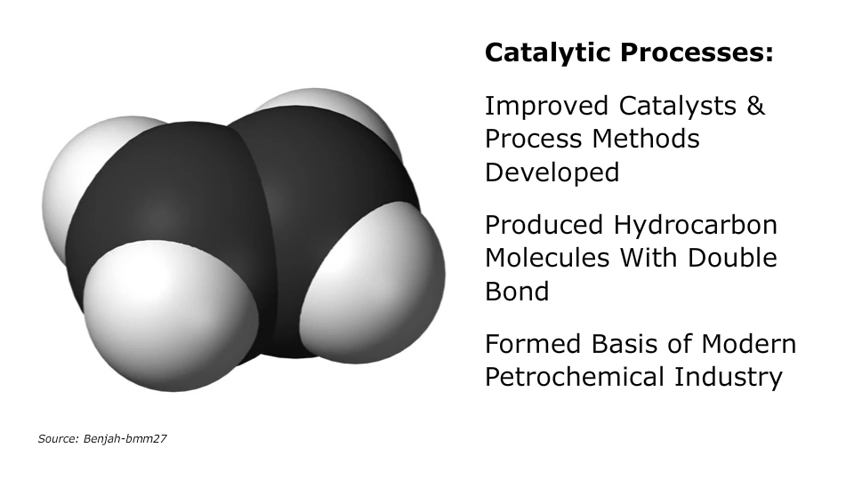 Catalytic Processes:
Improved Catalysts &
Process Methods
Developed
Produced Hydrocarbon
Molecules With Double
Bond
Formed Basis of Modern
Petrochemical Industry
Source: Benjah-bmm27